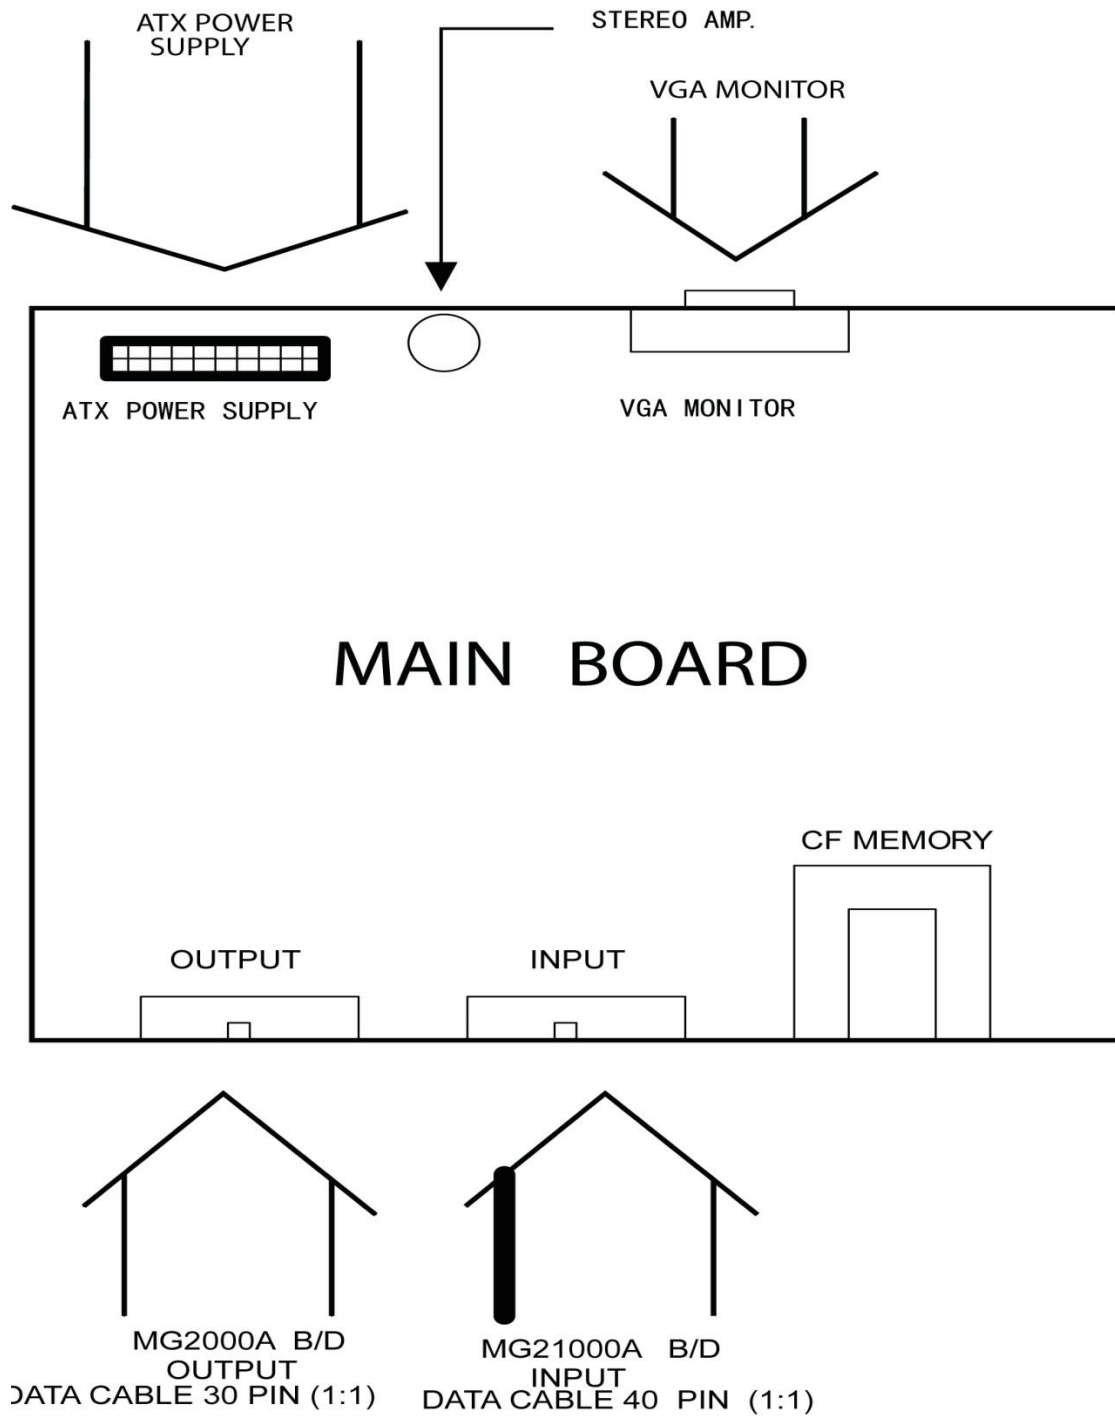 ATX POWER
SUPPLY
STEREO AMP.
VGA MONITOR
ATX POWER SUPPLY
VGA MONITOR
MAIN BOARD
CF MEMORY
OUTPUT
INPUT
MG2000A B/D
OUTPUT
DATA CABLE 30 PIN (1:1)
MG21000A B/D
INPUT
DATA CABLE 40 PIN (1:1)